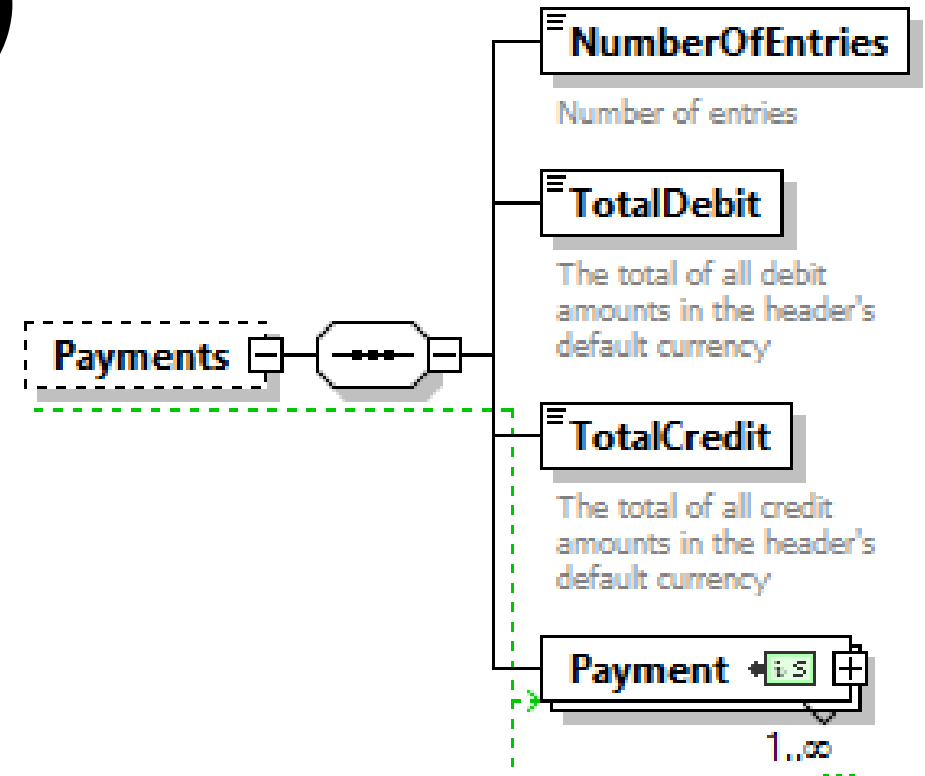 NumberOfEntries
Number of entries
TotalDebit
The total of all debit
amounts in the header's
default currency
Payments
TotalCredit
The total of all credit
amounts in the header's
default currency
Payment
1..∞